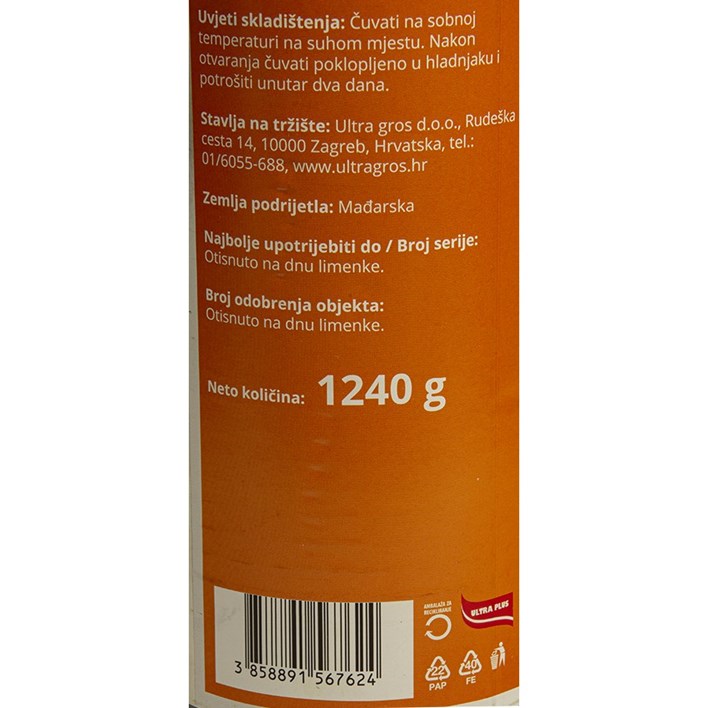 Uvjeti skladištenja: Čuvati na sobnoj
temperaturi na suhom mjestu. Nakon
otvaranja čuvati poklopljeno u hladnjaku i
potrošiti unutar dva dana.
Stavlja na tržište: Ultra gros d.o.o., Rudeška
cesta 14, 10000 Zagreb, Hrvatska, tel.:
01/6055-688, www.ultragros.hr
Zemlja podrijetla: Mađarska
Najbolje upotrijebiti do / Broj serije:
Otisnuto na dnu limenke.
Broj odobrenja objekta:
Otisnuto na dnu limenke.
Neto količina: 1240 g
AMBALAŽA ZA
RECIKLIRANJE
ULTRA PLUS
22
PAP
40
FE
3 858891 567624